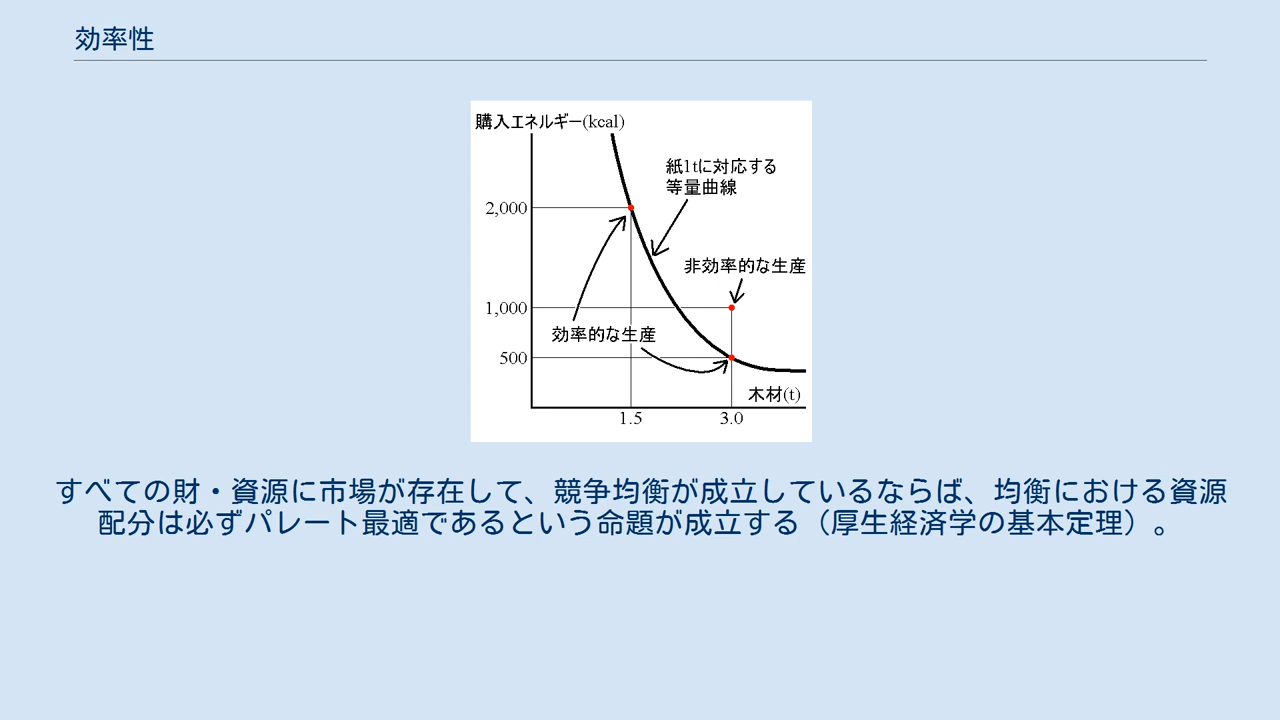 効率性
購入エネルギー(kcal)
紙1tに対応する
等量曲線
2,000
非効率的な生産
1,000
効率的な生産
500
木材(t)
1.5
3.0
すべての財・資源に市場が存在して、競争均衡が成立しているならば、均衡における資源
配分は必ずパレート最適であるという命題が成立する（厚生経済学の基本定理）。